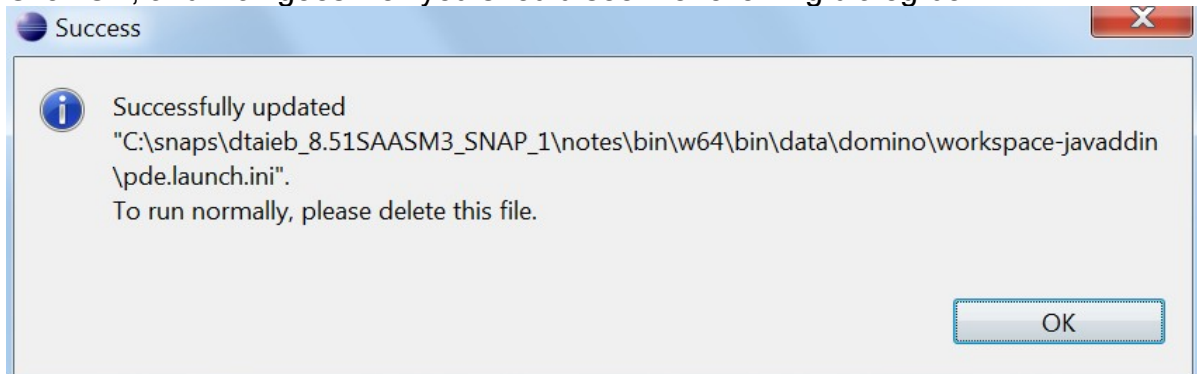 Success
Successfully updated
"C:\snaps\dtaieb_8.51SAASM3_SNAP_1\notes\bin\w64\bin\data\domino\workspace-javaddin
\pde.launch.ini".
To run normally, please delete this file.
OK